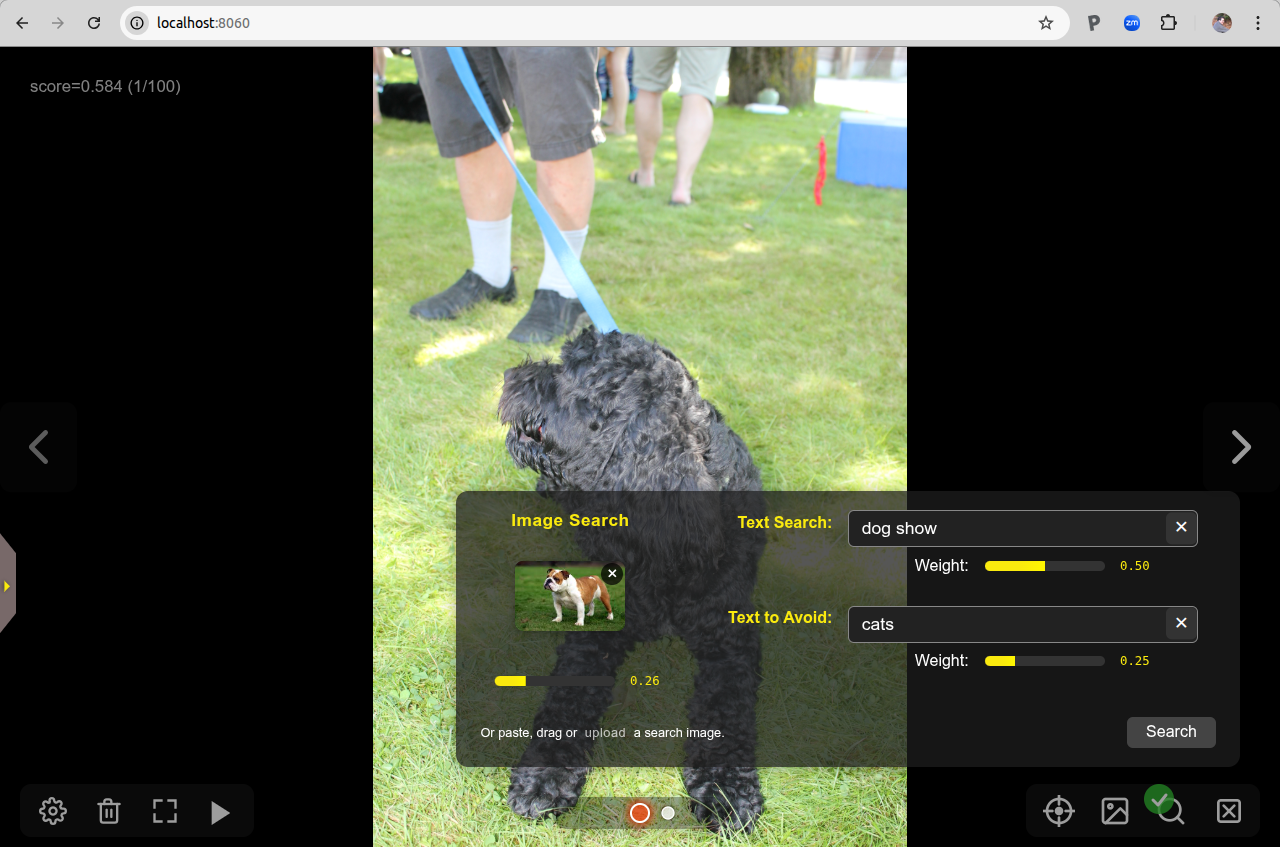 localhost:8060
zm
score=0.584 (1/100)
Image Search
Text Search:
dog show
Weight:
0.50
Text to Avoid:
cats
Weight:
0.25
0.26
Or paste, drag or upload a search image.
Search